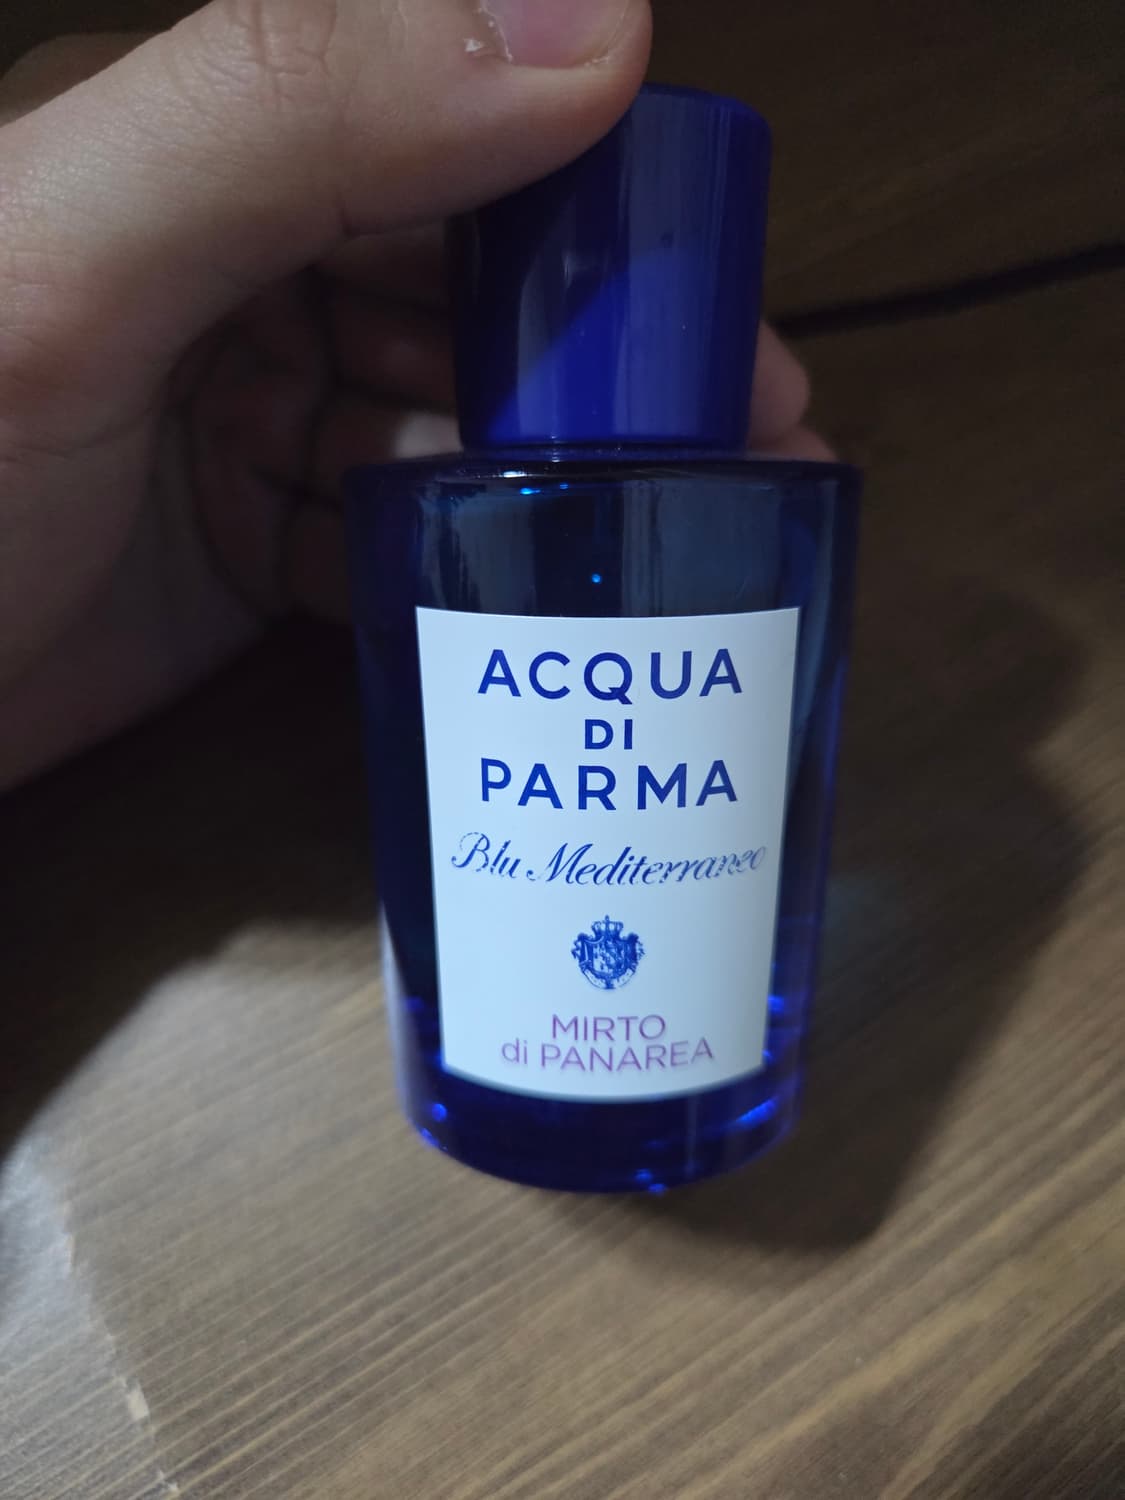 ACQUA
DI
PARMA
Blu Mediterraneo
MIRTO
di PANAREA